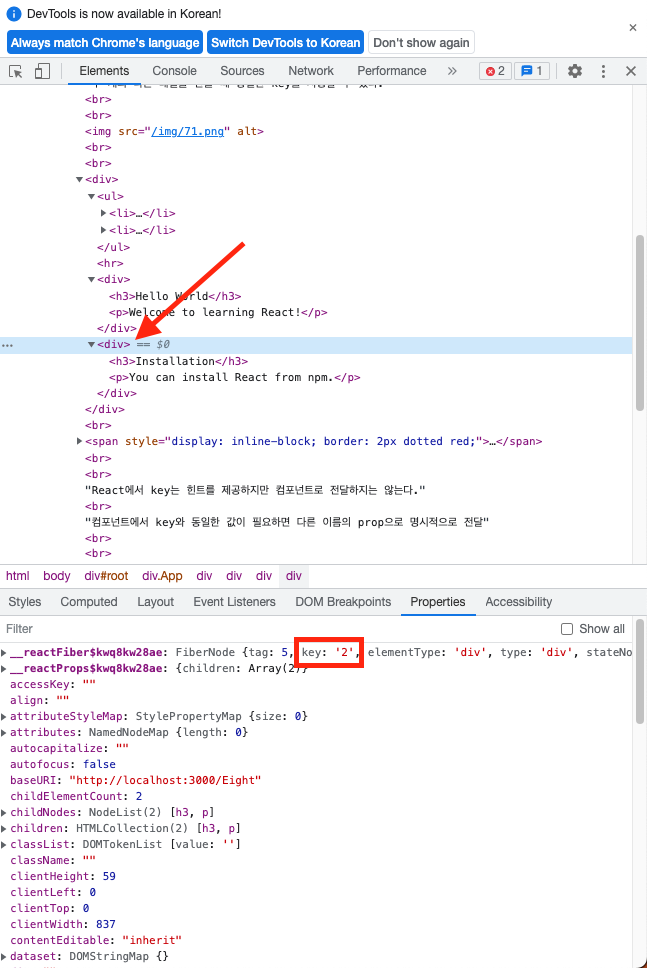 DevTools is now available in Korean!
Always match Chrome's language Switch DevTools to Korean Don't show again
Elements Console Sources Network Performance » 2 1
<br>
<br>
<img src="/img/71.png" alt>
<br>
<br>
<div>
<ul>
<li>…</li>
<li>…</li>
</ul>
<hr>
<div>
<h3>Hello World</h3>
<p>Welcome to learning React!</p>
</div>
<div> == $0
<h3>Installation</h3>
<p>You can install React from npm.</p>
</div>
</div>
<br>
<span style="display: inline-block; border: 2px dotted red;">…</span>
<br>
<br>
"React에서 key는 힌트를 제공하지만 컴포넌트로 전달하지는 않는다."
<br>
"컴포넌트에서 key와 동일한 값이 필요하면 다른 이름의 prop으로 명시적으로 전달"
<br>
<br>
html body div#root div.App div div div div
Styles Computed Layout Event Listeners DOM Breakpoints Properties Accessibility
Filter Show all
__reactFiber$kwq8kw28ae: FiberNode {tag: 5, key: '2', elementType: 'div', type: 'div', stateNo
__reactProps$kwq8kw28ae: {children: Array(2)}
accessKey: ""
align: ""
attributeStyleMap: StylePropertyMap {size: 0}
attributes: NamedNodeMap {length: 0}
autocapitalize: ""
autofocus: false
baseURI: "http://localhost:3000/Eight"
childElementCount: 2
childNodes: NodeList(2) [h3, p]
children: HTMLCollection(2) [h3, p]
classList: DOMTokenList [value: '']
className: ""
clientHeight: 59
clientLeft: 0
clientTop: 0
clientWidth: 837
contentEditable: "inherit"
dataset: DOMStringMap {}